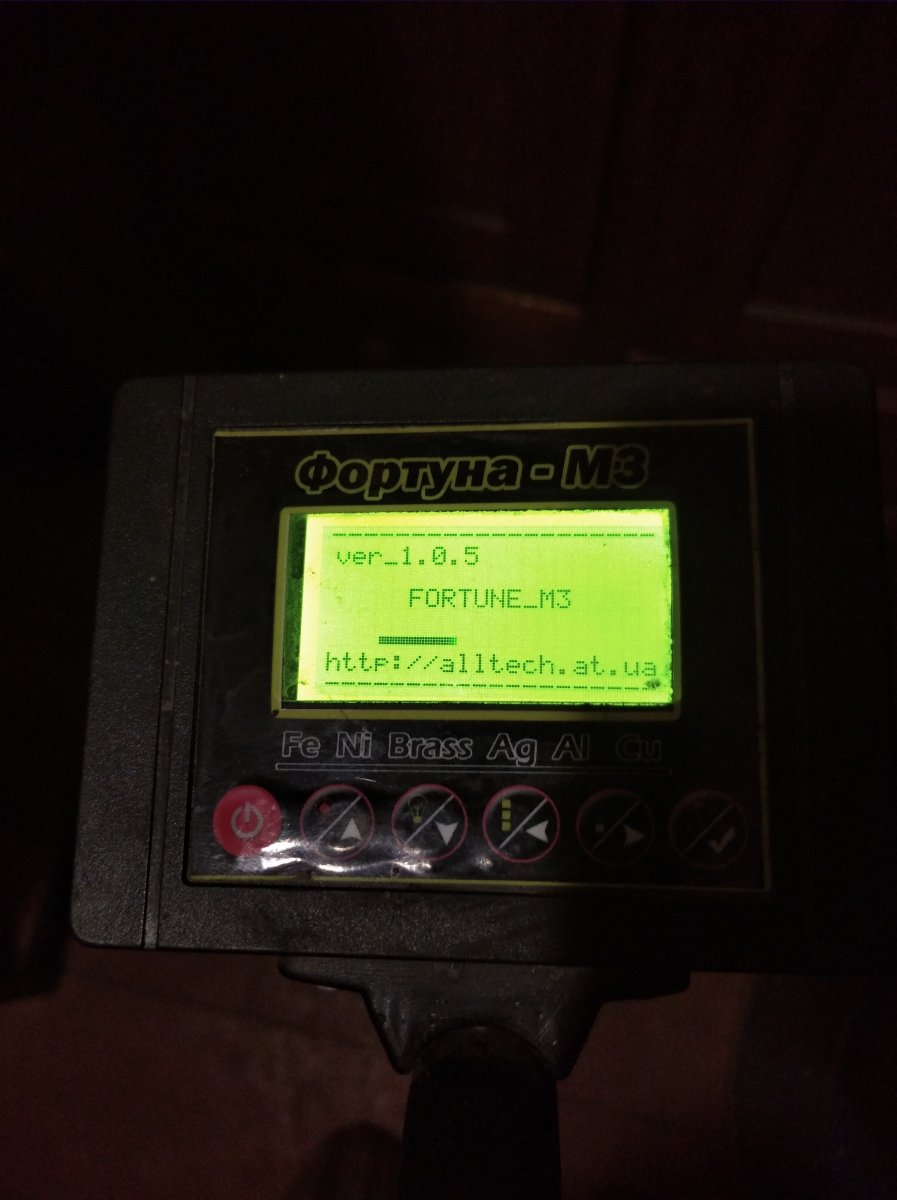 Фортуна - М3
ver_1.0.5
FORTUNE_M3
http://alltech.at.ua
Fe Ni Brass Ag Al Cu